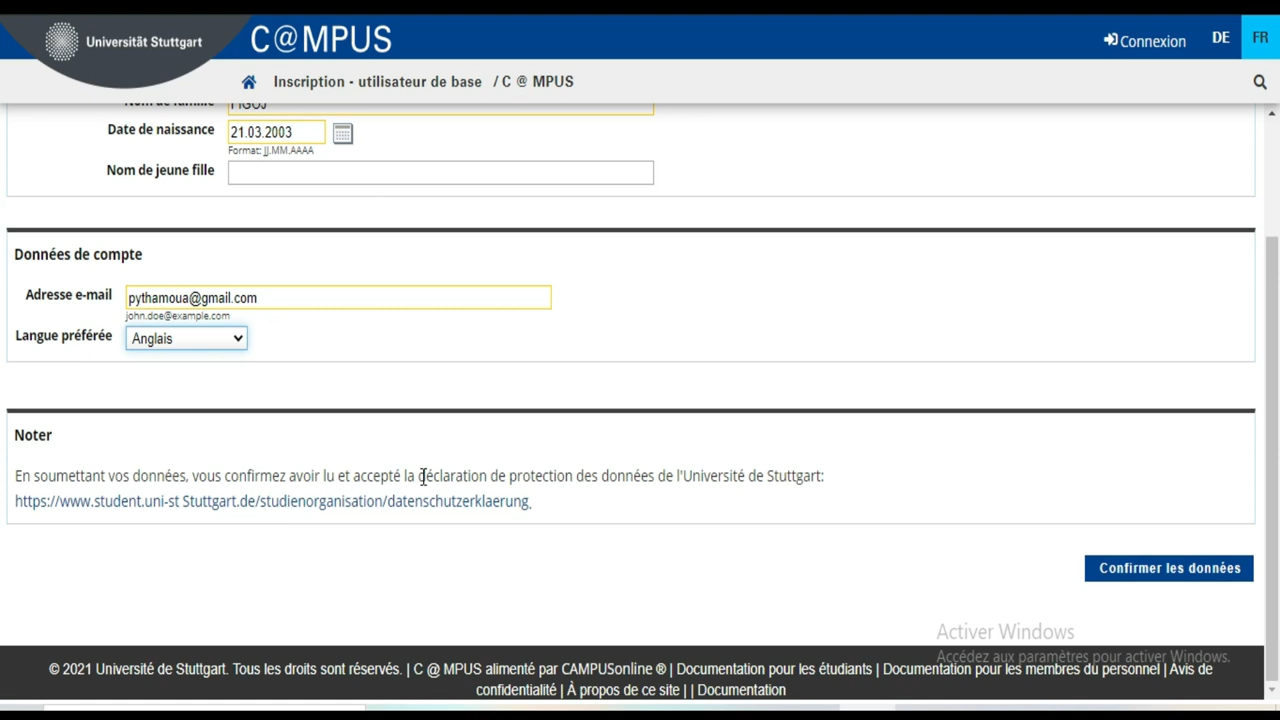 Universität Stuttgart
C@MPUS
Connexion
DE
FR
Inscription - utilisateur de base / C @ MPUS
Nom de famille
Date de naissance
21.03.2003
Format: JJ.MM.AAAA
Nom de jeune fille
Données de compte
Adresse e-mail
pythamoua@gmail.com
john.doe@example.com
Langue préférée
Anglais
Noter
En soumettant vos données, vous confirmez avoir lu et accepté la déclaration de protection des données de l'Université de Stuttgart:
https://www.student.uni-st Stuttgart.de/studienorganisation/datenschutzerklaerung.
Confirmer les données
Activer Windows
Accédez aux paramètres pour activer Windows.
© 2021 Université de Stuttgart. Tous les droits sont réservés. | C @ MPUS alimenté par CAMPUSonline ® | Documentation pour les étudiants | Documentation pour les membres du personnel | Avis de
confidentialité | À propos de ce site | | Documentation